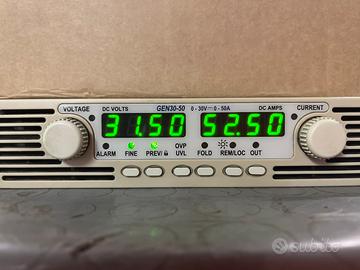 VOLTAGE DC VOLTS GEN30-50 0-30V 0-50A DC AMPS CURRENT
31.50 52.50
ALARM FINE PREV/ OVP UVL FOLD REM/LOC OUT
subito